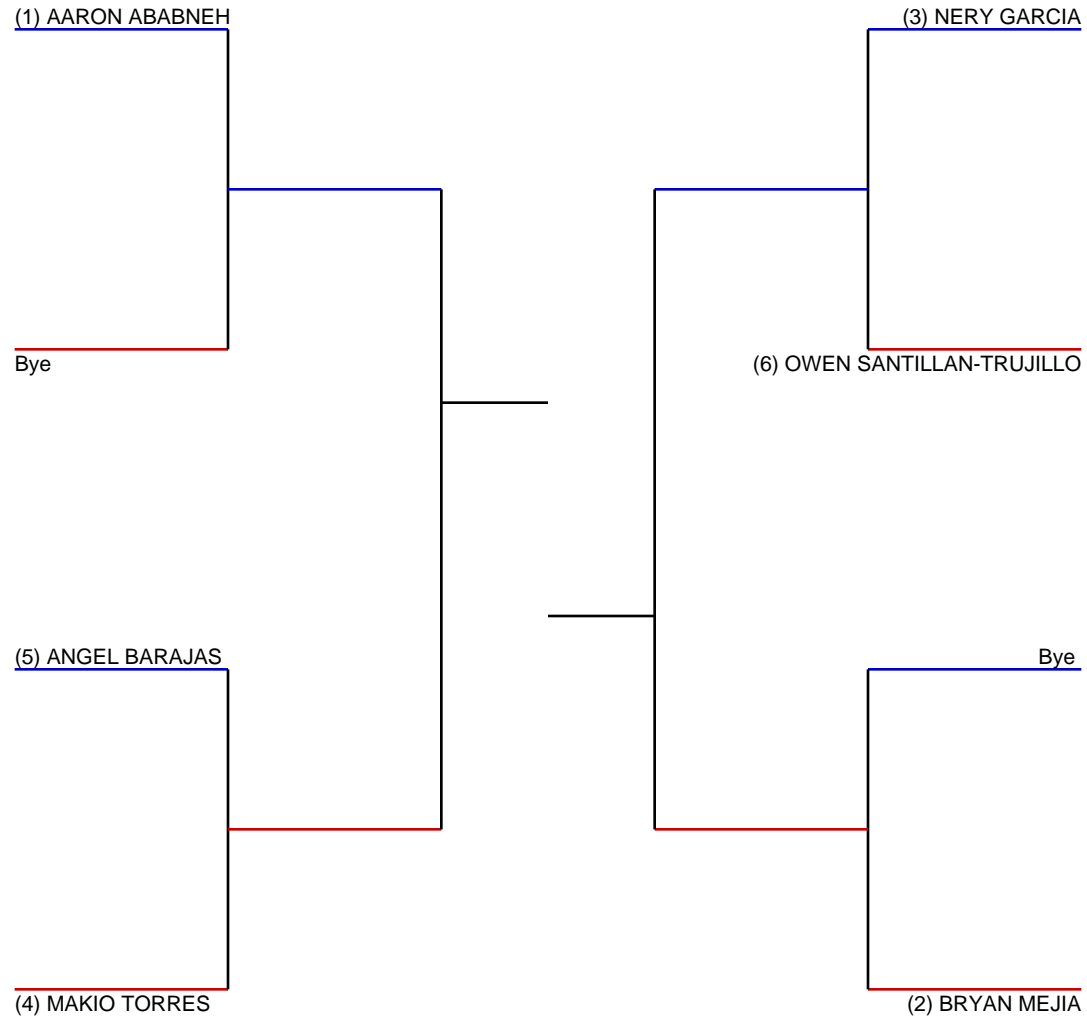 (1) AARON ABABNEH
(3) NERY GARCIA
Bye
(6) OWEN SANTILLAN-TRUJILLO
(5) ANGEL BARAJAS
Bye
(4) MAKIO TORRES
(2) BRYAN MEJIA